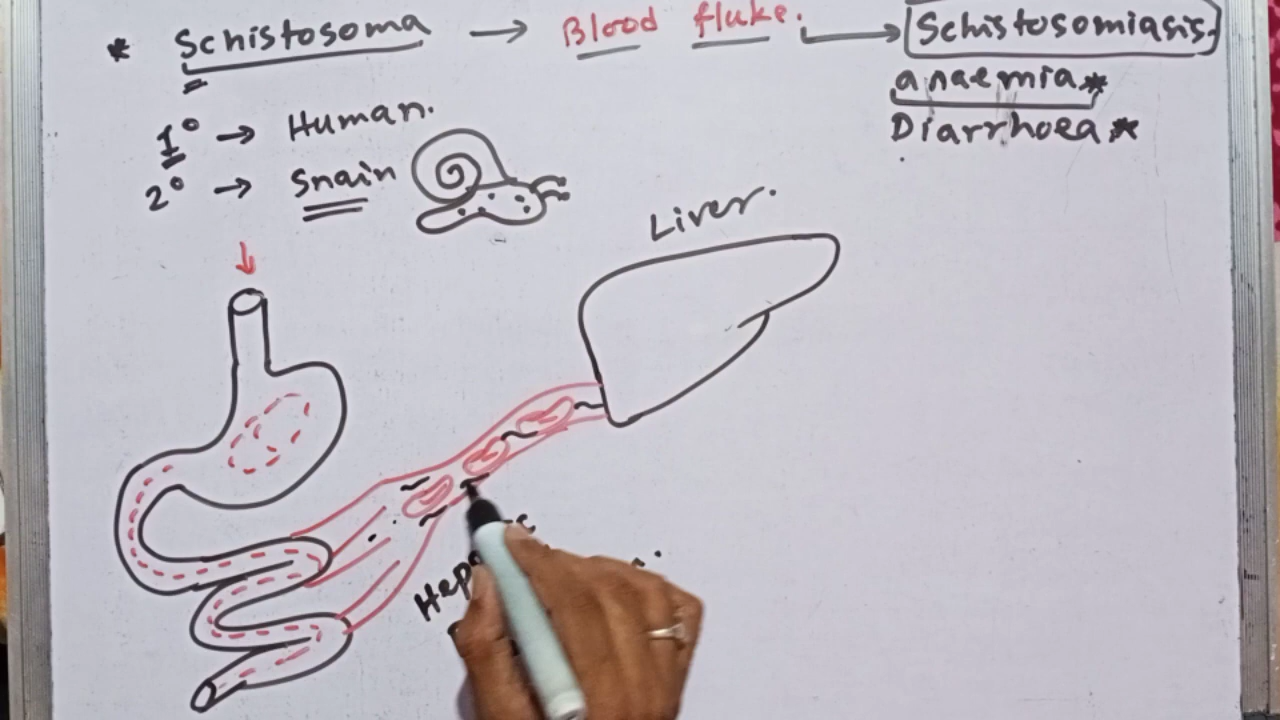 * Schistosoma → Blood fluke. → Schistosomiasis.
anaemia*
Diarrhoea*
1° → Human.
2° → Snain
Liver.